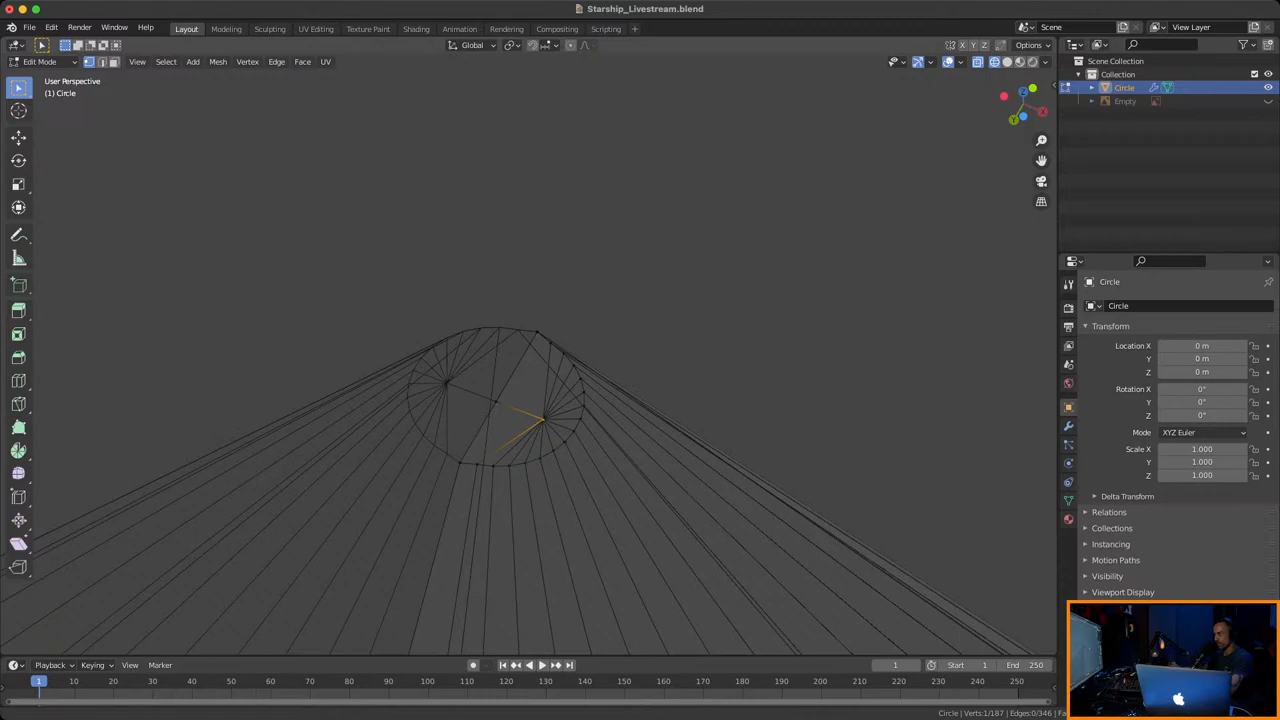 Starship_Livestream.blend
File Edit Render Window Help
Layout Modeling Sculpting UV Editing Texture Paint Shading Animation Rendering Compositing Scripting +
Scene
View Layer
Global
X Y Z
Options
Edit Mode View Select Add Mesh Vertex Edge Face UV
User Perspective
(1) Circle
Z
X
Y
Scene Collection
Collection
Circle
Empty
Circle
Circle
Transform
Location X 0 m
Y 0 m
Z 0 m
Rotation X 0°
Y 0°
Z 0°
Mode XYZ Euler
Scale X 1.000
Y 1.000
Z 1.000
Delta Transform
Relations
Collections
Instancing
Motion Paths
Visibility
Viewport Display
Playback Keying View Marker
1
Start 1 End 250
1 10 20 30 40 50 60 70 80 90 100 110 120 130 140 150 160 170 180 190 200 210 220 230 240 250
Circle | Verts:1/187 | Edges:0/346 |